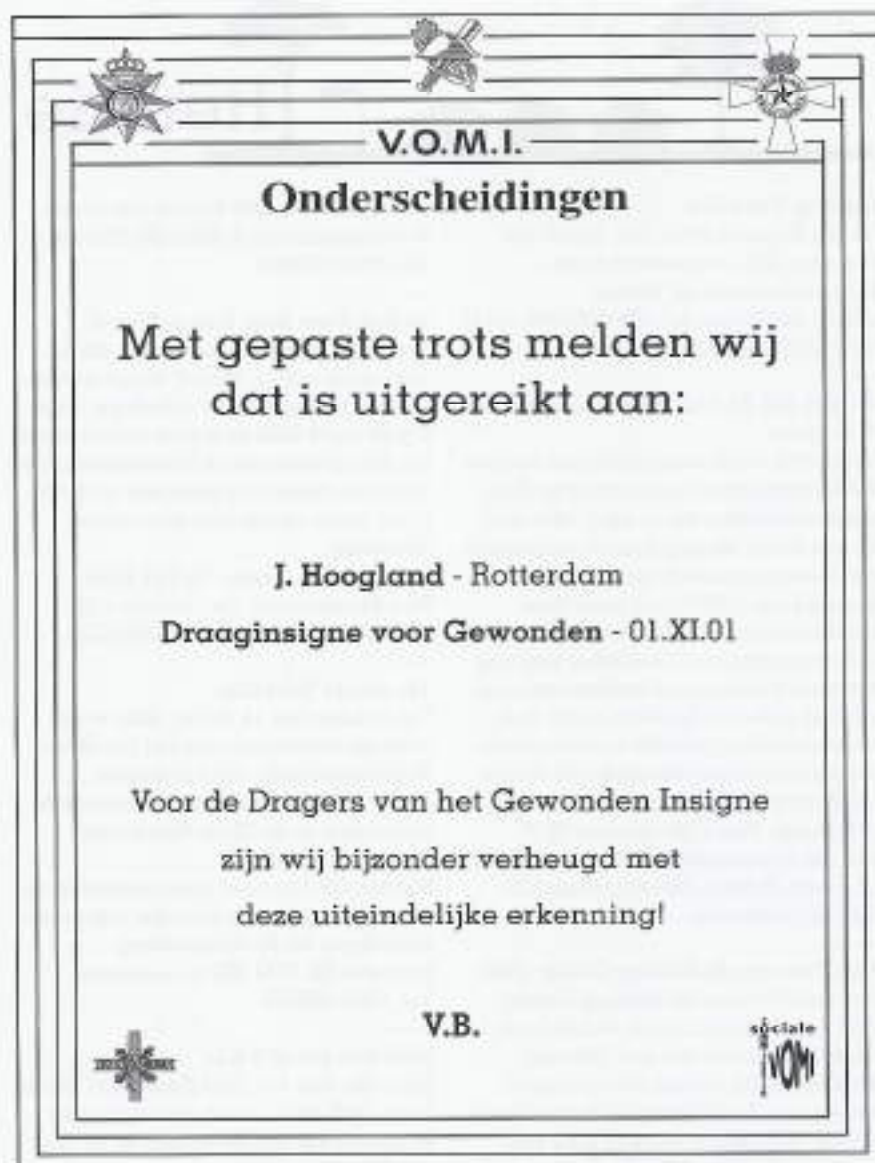 V.O.M.I.
Onderscheidingen
Met gepaste trots melden wij
dat is uitgereikt aan:
J. Hoogland - Rotterdam
Draaginsigne voor Gewonden - 01.XI.01
Voor de Dragers van het Gewonden Insigne
zijn wij bijzonder verheugd met
deze uiteindelijke erkenning!
V.B.
sociale
VOMI